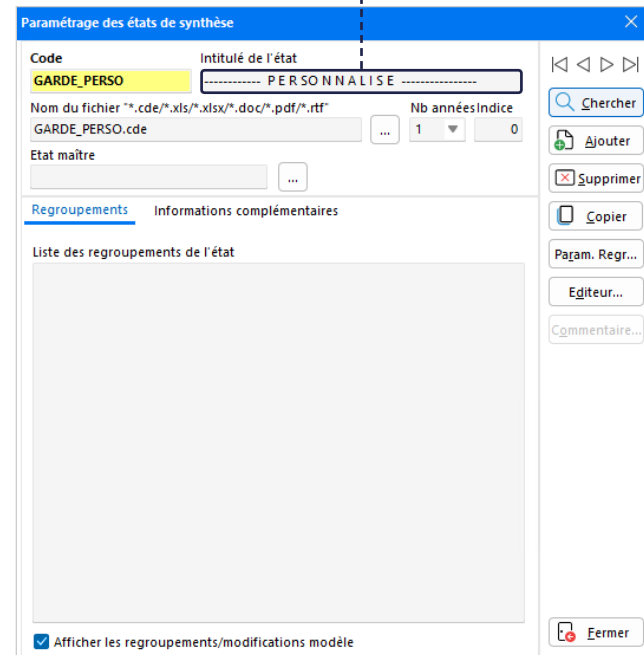 Paramétrage des états de synthèse
Code Intitulé de l'état
GARDE_PERSO ------------ P E R S O N N A L I S E ----------------
Nom du fichier "*.cde/*.xls/*.xlsx/*.doc/*.pdf/*.rtf" Nb années Indice
GARDE_PERSO.cde ... 1 0
Etat maître
...
Regroupements Informations complémentaires
Liste des regroupements de l'état
Afficher les regroupements/modifications modèle
Chercher
Ajouter
Supprimer
Copier
Param. Regr...
Editeur...
Commentaire...
Fermer